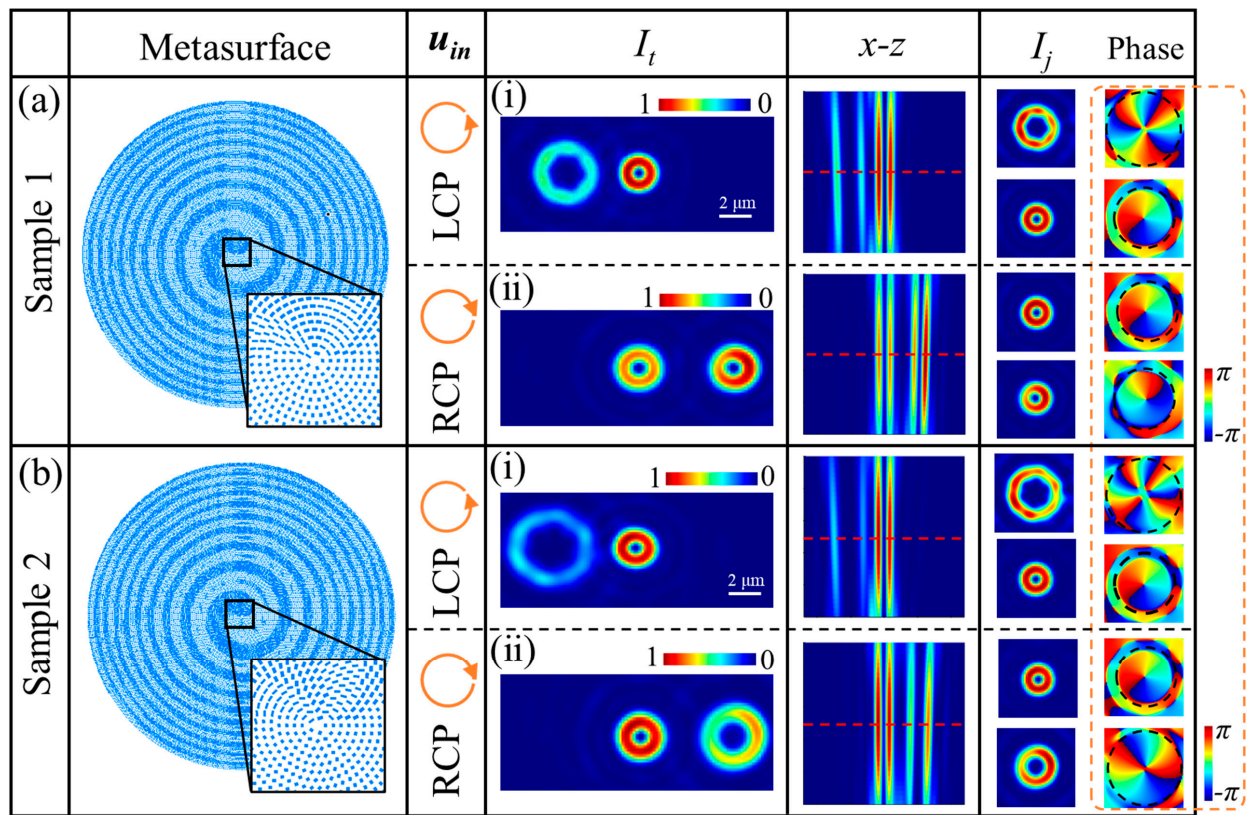 Metasurface u_in I_t x-z I_j Phase
(a) Sample 1
LCP
(i) 1 0
2 μm
RCP
(ii) 1 0
π
-π
(b) Sample 2
LCP
(i) 1 0
2 μm
RCP
(ii) 1 0
π
-π